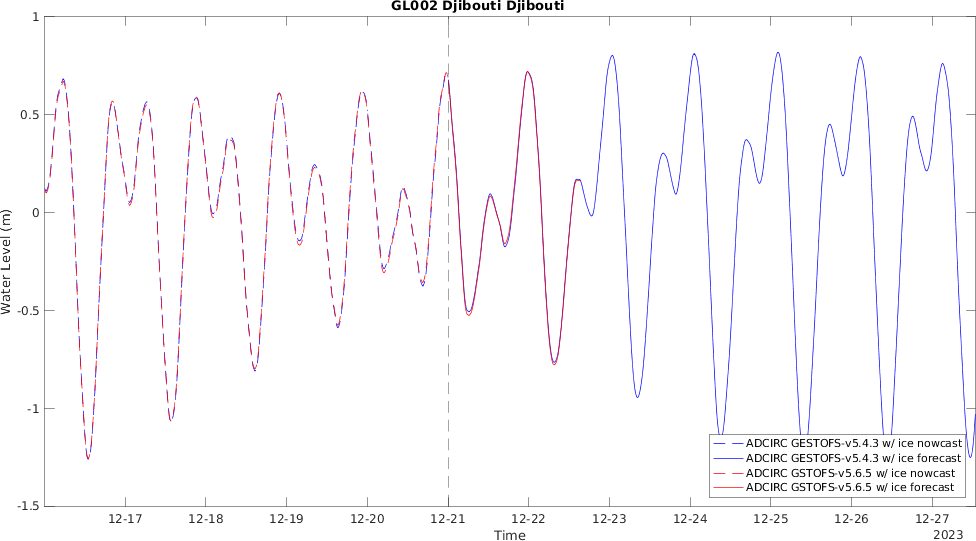 GL002 Djibouti Djibouti
1
0.5
0
-0.5
-1
-1.5
Water Level (m)
12-17 12-18 12-19 12-20 12-21 12-22 12-23 12-24 12-25 12-26 12-27
Time
2023
ADCIRC GESTOFS-v5.4.3 w/ ice nowcast
ADCIRC GESTOFS-v5.4.3 w/ ice forecast
ADCIRC GSTOFS-v5.6.5 w/ ice nowcast
ADCIRC GSTOFS-v5.6.5 w/ ice forecast